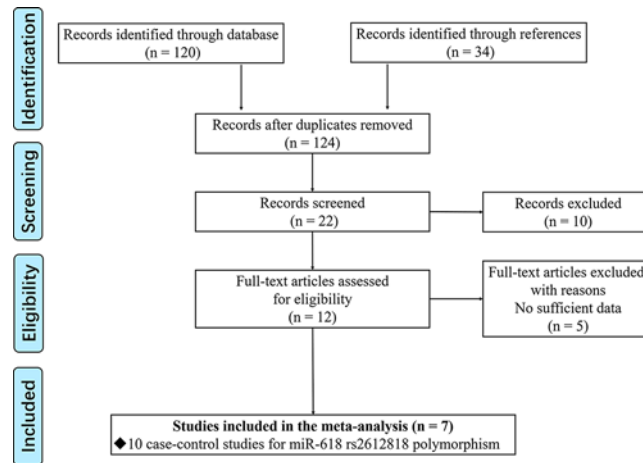 Identification
Records identified through database
(n = 120)
Records identified through references
(n = 34)
Records after duplicates removed
(n = 124)
Screening
Records screened
(n = 22)
Records excluded
(n = 10)
Eligibility
Full-text articles assessed
for eligibility
(n = 12)
Full-text articles excluded
with reasons
No sufficient data
(n = 5)
Included
Studies included in the meta-analysis (n = 7)
◆10 case-control studies for miR-618 rs2612818 polymorphism